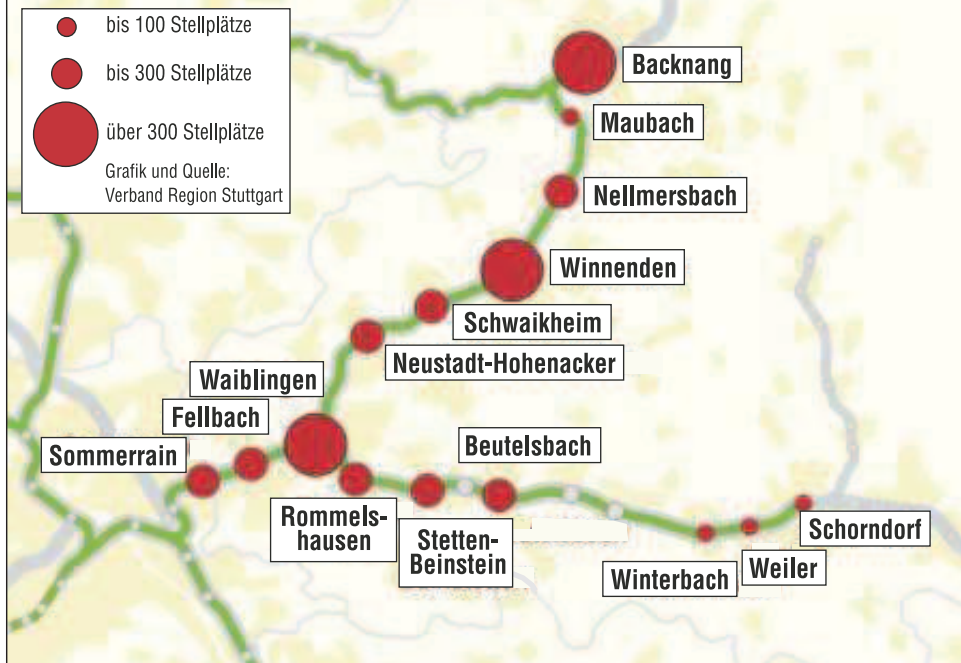 bis 100 Stellplätze
bis 300 Stellplätze
über 300 Stellplätze
Grafik und Quelle:
Verband Region Stuttgart
Backnang
Maubach
Nellmersbach
Winnenden
Schwaikheim
Neustadt-Hohenacker
Waiblingen
Fellbach
Sommerrain
Beutelsbach
Rommels-
hausen
Stetten-
Beinstein
Schorndorf
Weiler
Winterbach